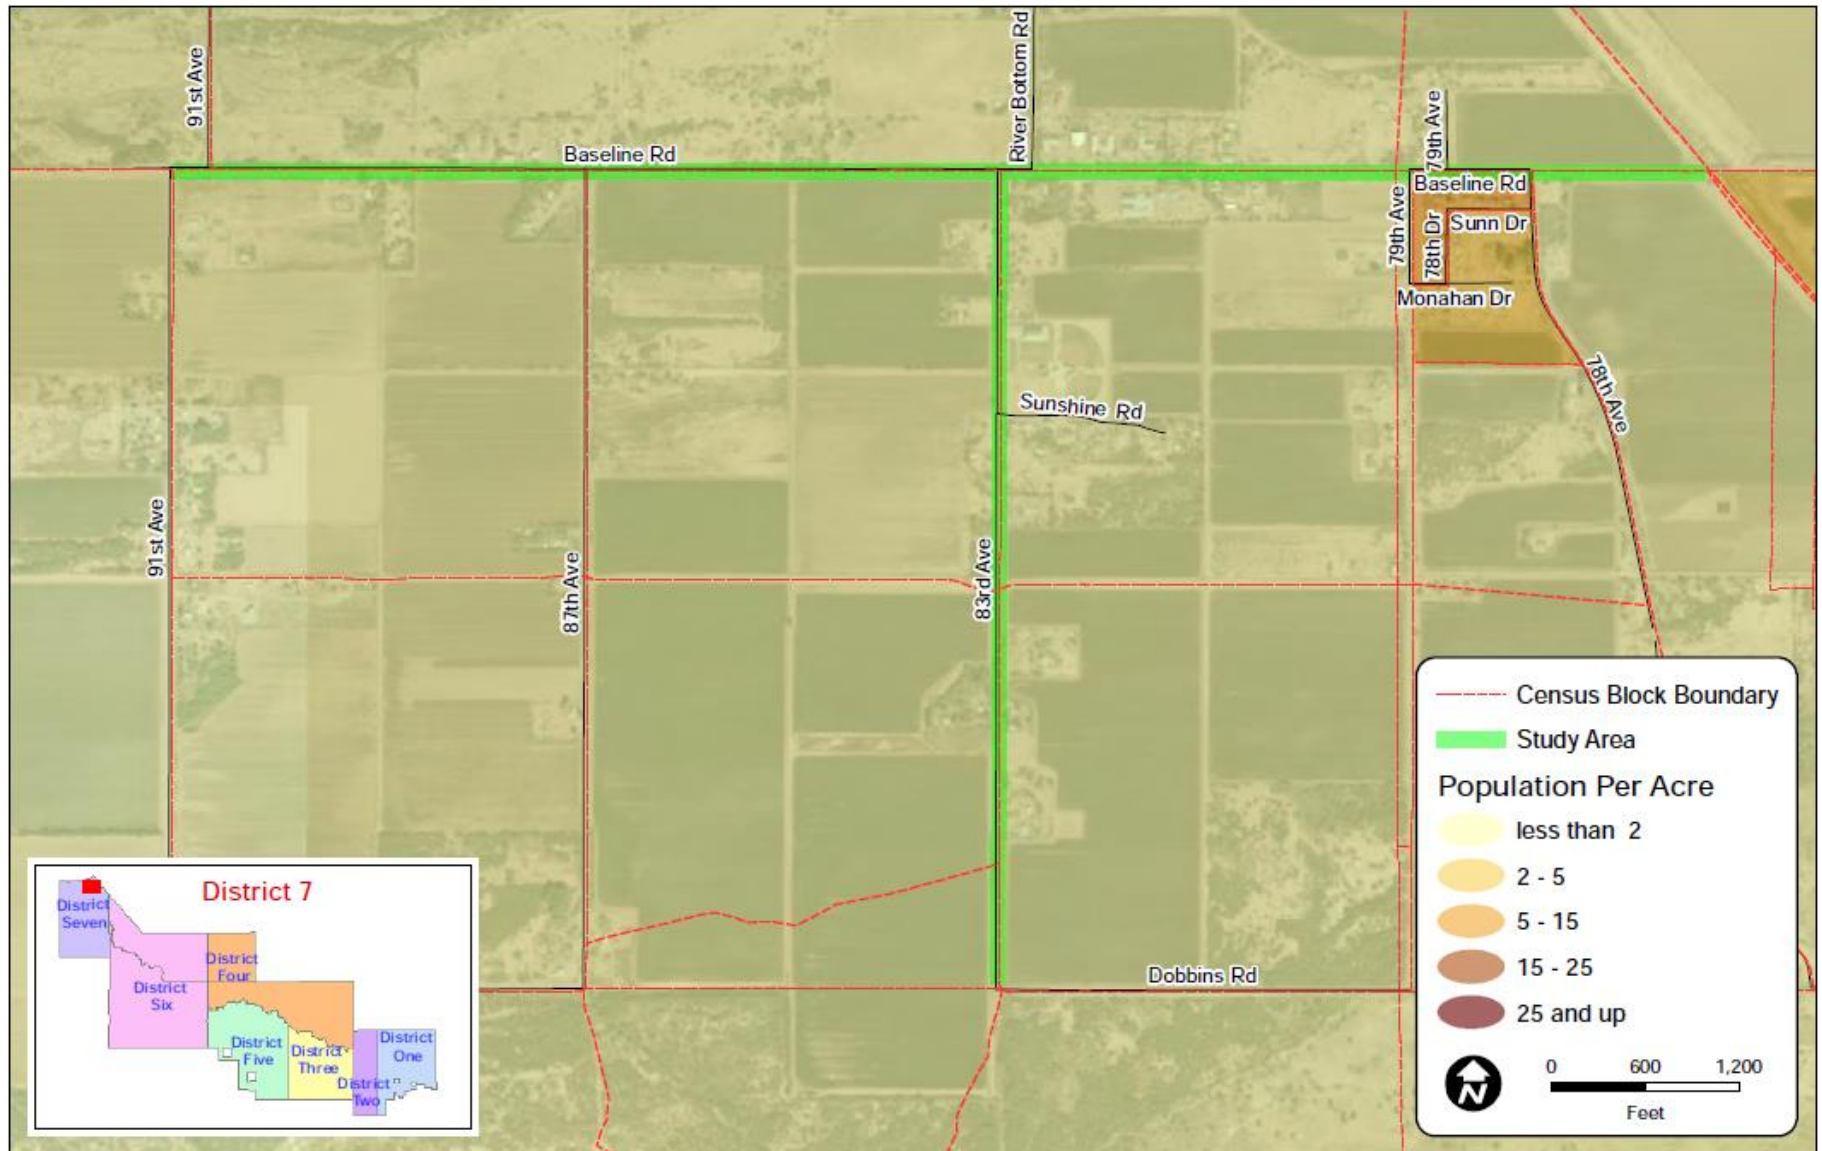 91st Ave
River Bottom Rd
79th Ave
Baseline Rd
Baseline Rd
79th Ave
78th Dr
Sunn Dr
Monahan Dr
78th Ave
Sunshine Rd
91st Ave
87th Ave
83rd Ave
Dobbins Rd
District 7
District
Seven
District
Four
District
Six
District
Five
District
Three
District
Two
District
One
Census Block Boundary
Study Area
Population Per Acre
less than 2
2 - 5
5 - 15
15 - 25
25 and up
N
0 600 1,200
Feet